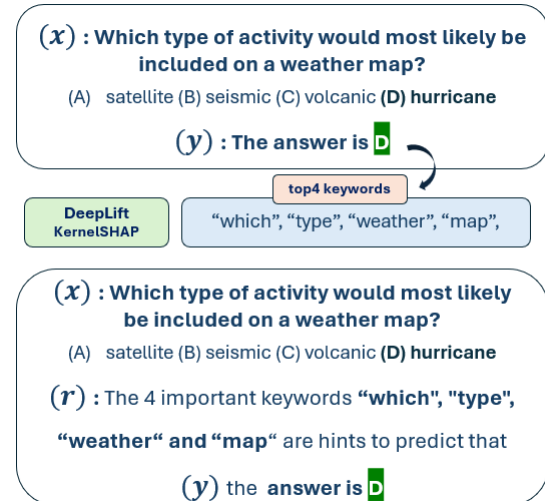 (x) : Which type of activity would most likely be
included on a weather map?
(A) satellite (B) seismic (C) volcanic (D) hurricane
(y) : The answer is D
top4 keywords
DeepLift
KernelSHAP
“which”, “type”, “weather”, “map”,
(x) : Which type of activity would most likely
be included on a weather map?
(A) satellite (B) seismic (C) volcanic (D) hurricane
(r) : The 4 important keywords “which", "type",
“weather“ and “map“ are hints to predict that
(y) the answer is D